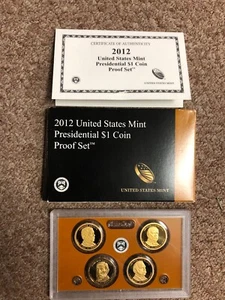 CERTIFICATE OF AUTHENTICITY
2012
United States Mint
Presidential $1 Coin
Proof Set™
2012 United States Mint
Presidential $1 Coin
Proof Set™
UNITED STATES MINT